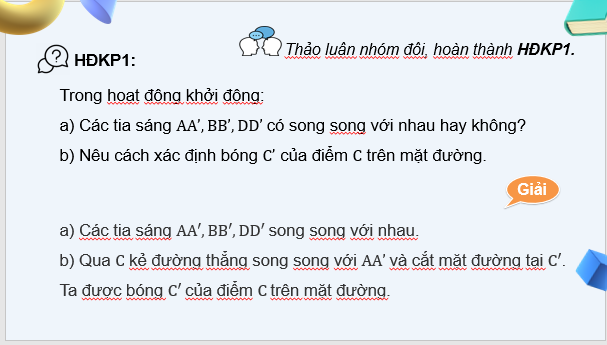 Thảo luận nhóm đôi, hoàn thành HĐKP1.
HĐKP1:
Trong hoạt động khởi động:
a) Các tia sáng AA’, BB’, DD’ có song song với nhau hay không?
b) Nêu cách xác định bóng C’ của điểm C trên mặt đường.
Giải
a) Các tia sáng AA′, BB′, DD′ song song với nhau.
b) Qua C kẻ đường thẳng song song với AA’ và cắt mặt đường tại C′.
Ta được bóng C′ của điểm C trên mặt đường.